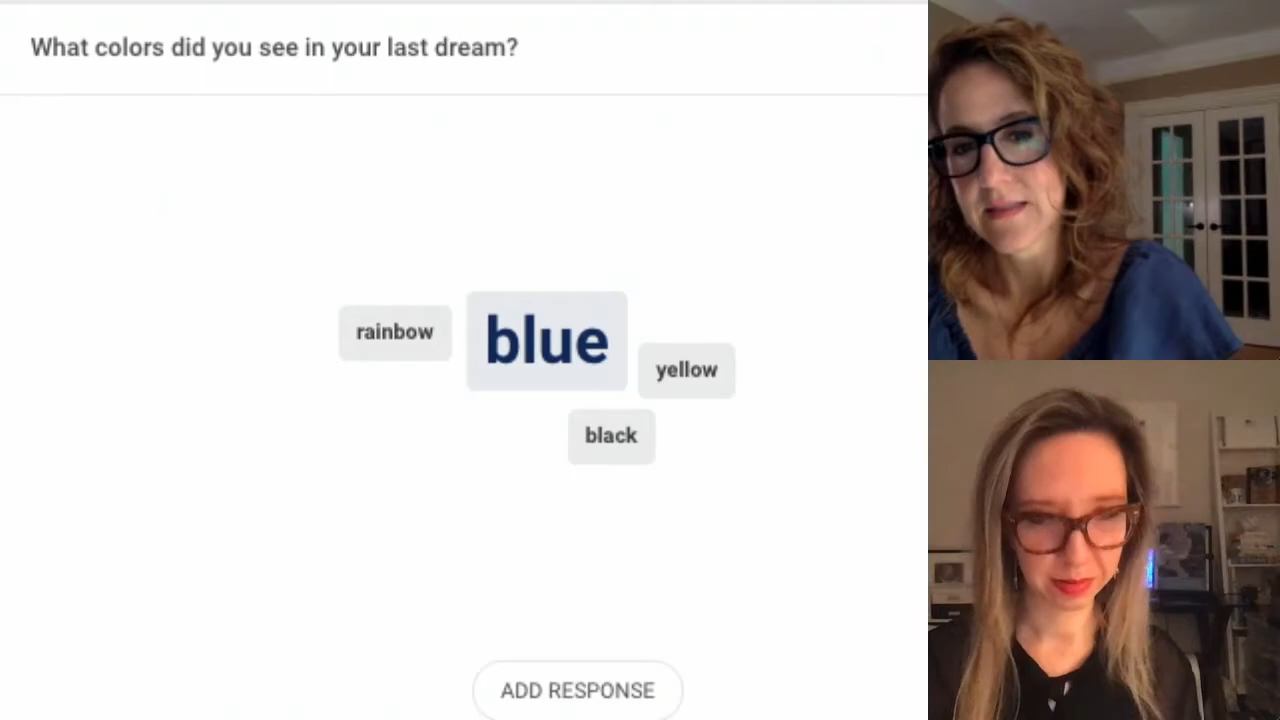 What colors did you see in your last dream?
rainbow
blue
yellow
black
ADD RESPONSE